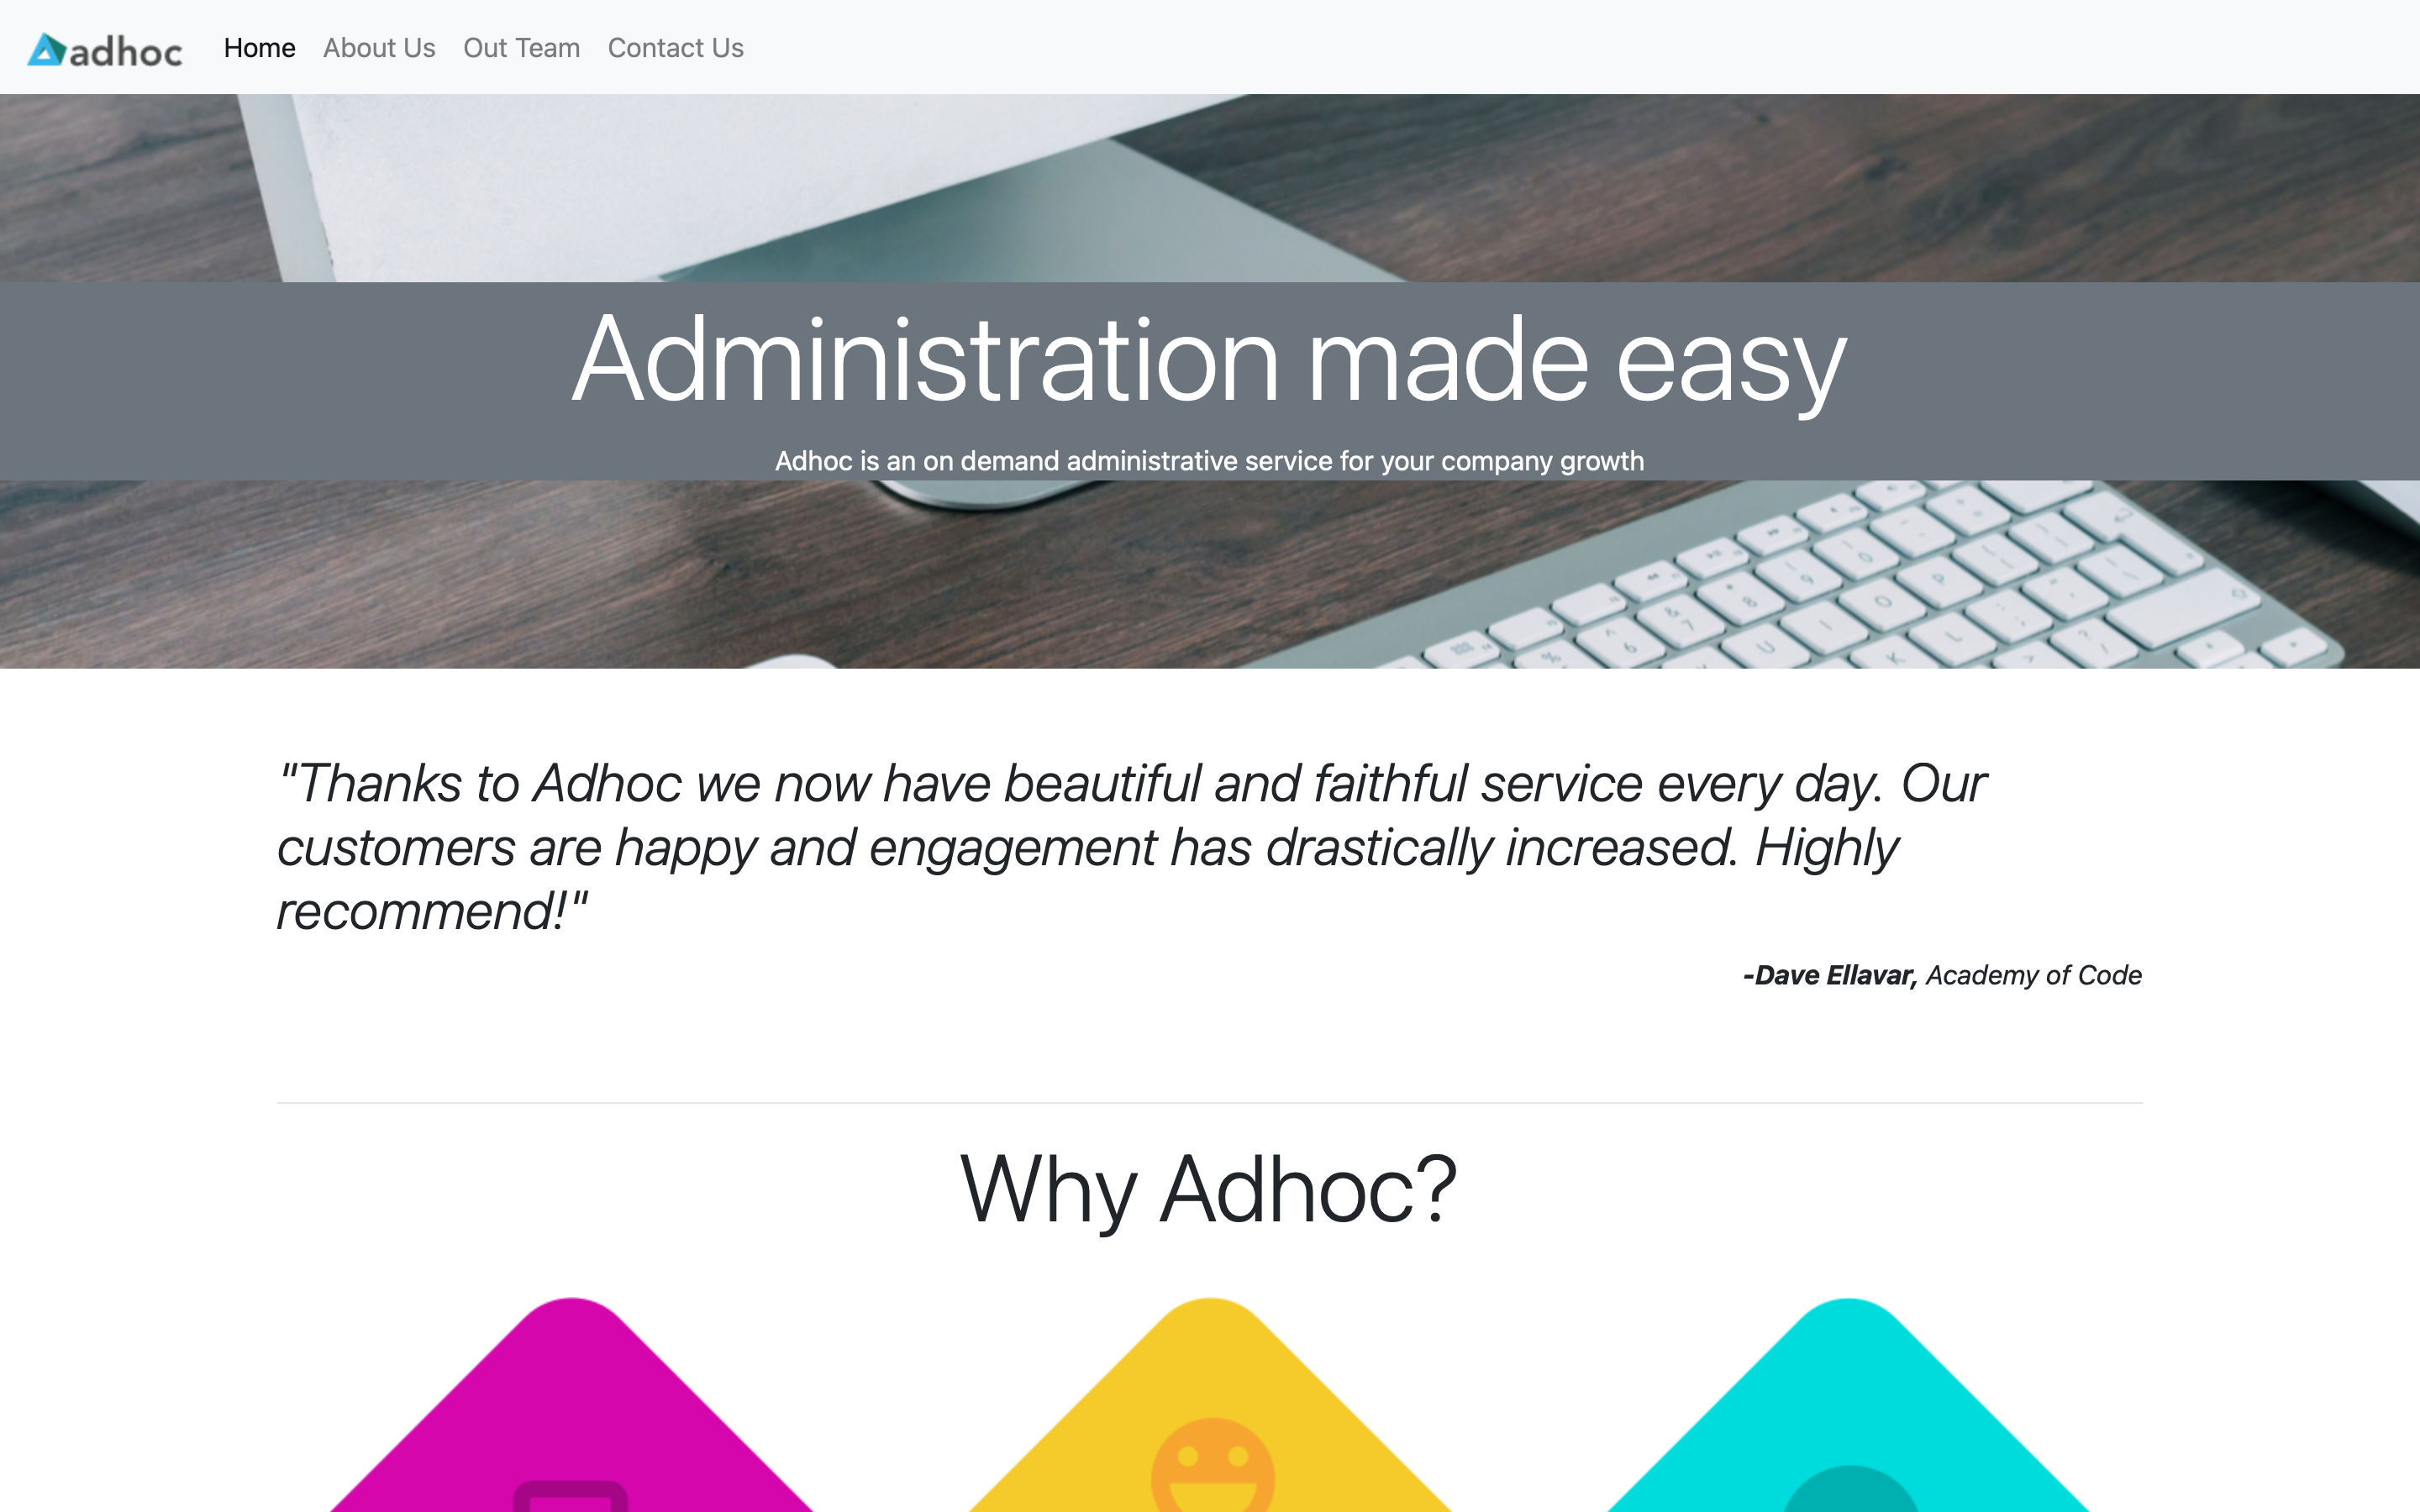 adhoc
Home About Us Out Team Contact Us
Administration made easy
Adhoc is an on demand administrative service for your company growth
"Thanks to Adhoc we now have beautiful and faithful service every day. Our
customers are happy and engagement has drastically increased. Highly
recommend!"
-Dave Ellavar, Academy of Code
Why Adhoc?